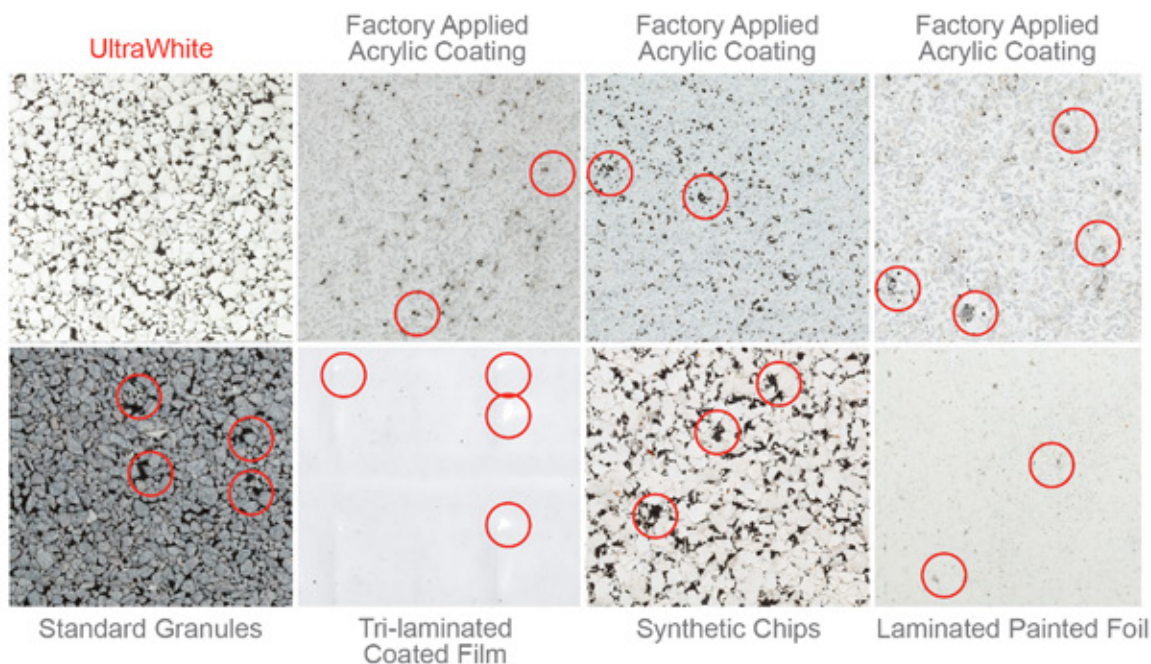 UltraWhite
Factory Applied
Acrylic Coating
Factory Applied
Acrylic Coating
Factory Applied
Acrylic Coating
Standard Granules
Tri-laminated
Coated Film
Synthetic Chips
Laminated Painted Foil